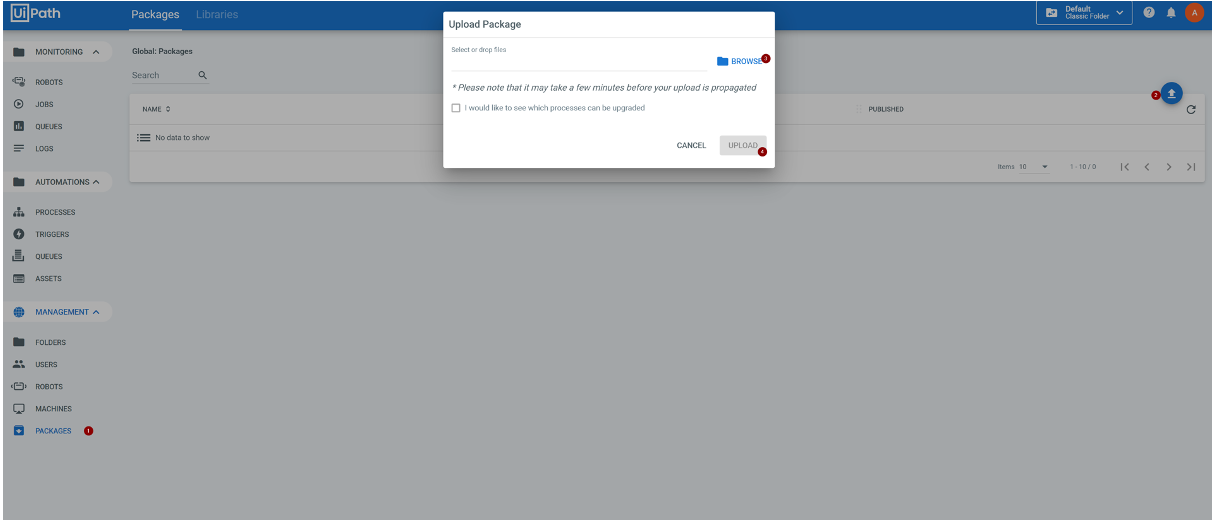 UiPath
Packages Libraries
Default
Classic Folder
A
MONITORING
ROBOTS
JOBS
QUEUES
LOGS
AUTOMATIONS
PROCESSES
TRIGGERS
QUEUES
ASSETS
MANAGEMENT
FOLDERS
USERS
ROBOTS
MACHINES
PACKAGES 1
Global: Packages
Search
NAME PUBLISHED
2
No data to show
Items 10 1 - 10 / 0
Upload Package
Select or drop files
BROWSE 3
* Please note that it may take a few minutes before your upload is propagated
I would like to see which processes can be upgraded
CANCEL UPLOAD 4